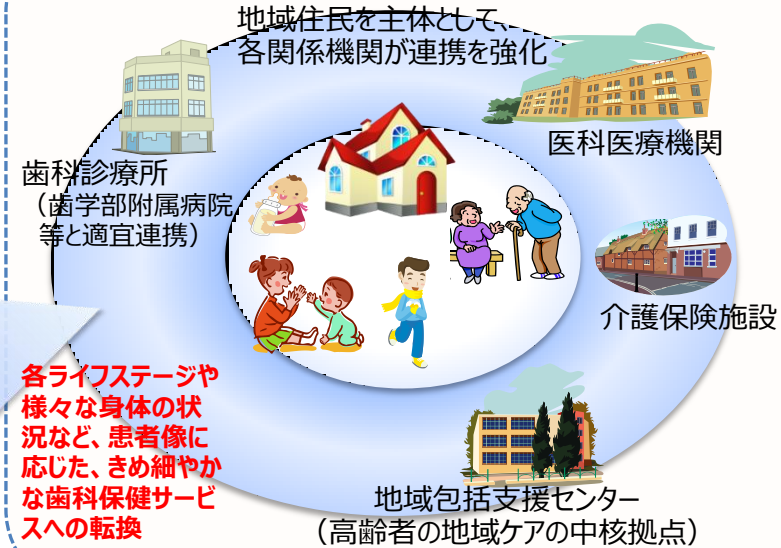 地域住民を主体として、
各関係機関が連携を強化
医科医療機関
歯科診療所
（歯学部附属病院
等と適宜連携）
介護保険施設
各ライフステージや
様々な身体の状
況など、患者像に
応じた、きめ細やか
な歯科保健サービ
スへの転換
地域包括支援センター
（高齢者の地域ケアの中核拠点）